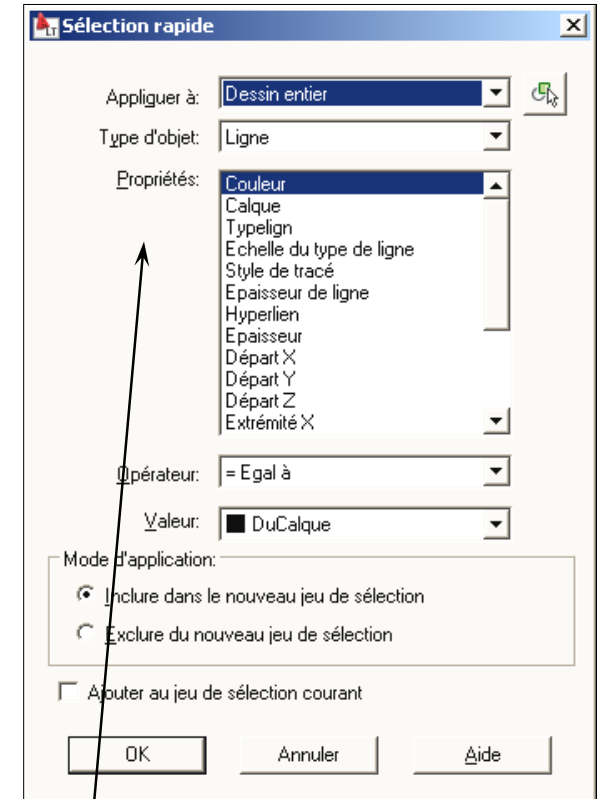 LT Sélection rapide
Appliquer à: Dessin entier
Type d'objet: Ligne
Propriétés: Couleur
Calque
Typelign
Echelle du type de ligne
Style de tracé
Epaisseur de ligne
Hyperlien
Epaisseur
Départ X
Départ Y
Départ Z
Extrémité X
Opérateur: = Egal à
Valeur: DuCalque
Mode d'application:
Inclure dans le nouveau jeu de sélection
Exclure du nouveau jeu de sélection
Ajouter au jeu de sélection courant
OK Annuler Aide